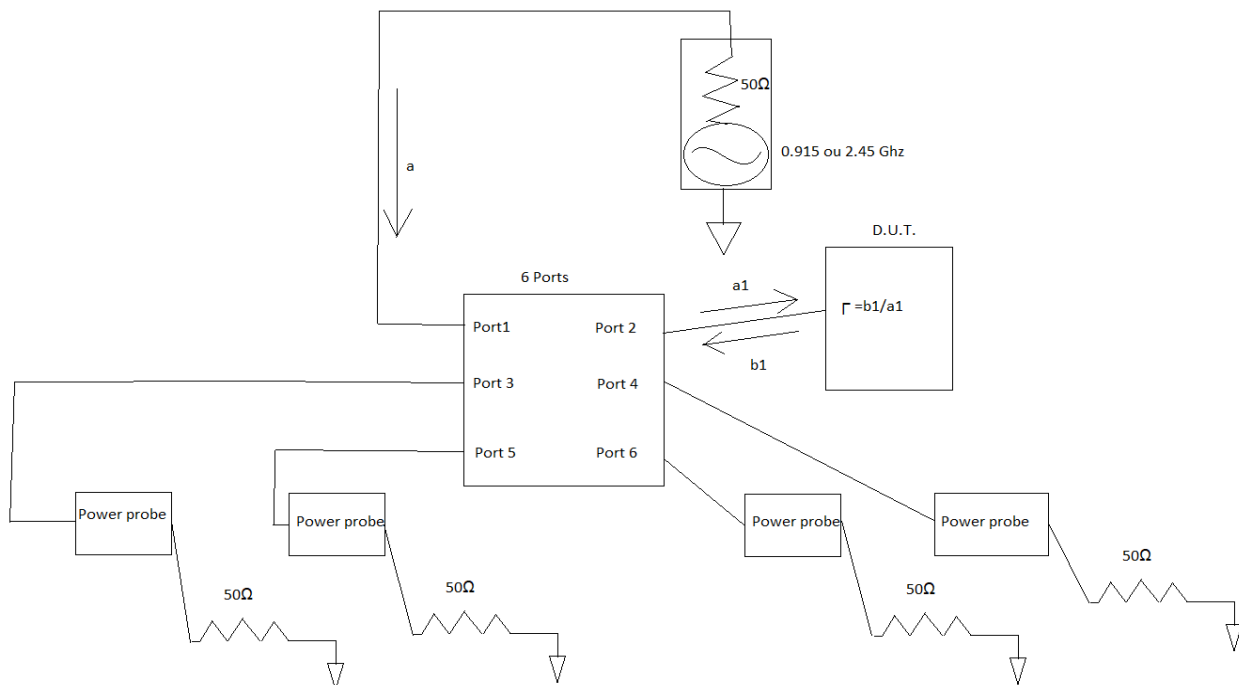 50Ω
0.915 ou 2.45 Ghz
a
D.U.T.
6 Ports
a1
Γ =b1/a1
Port1
Port 2
b1
Port 3
Port 4
Port 5
Port 6
Power probe
Power probe
Power probe
Power probe
50Ω
50Ω
50Ω
50Ω